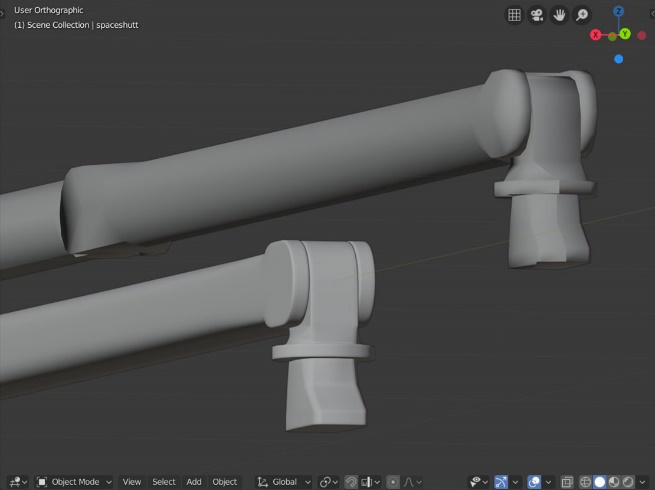 User Orthographic
(1) Scene Collection | spaceshutt
Z
X
Y
Object Mode
View
Select
Add
Object
Global